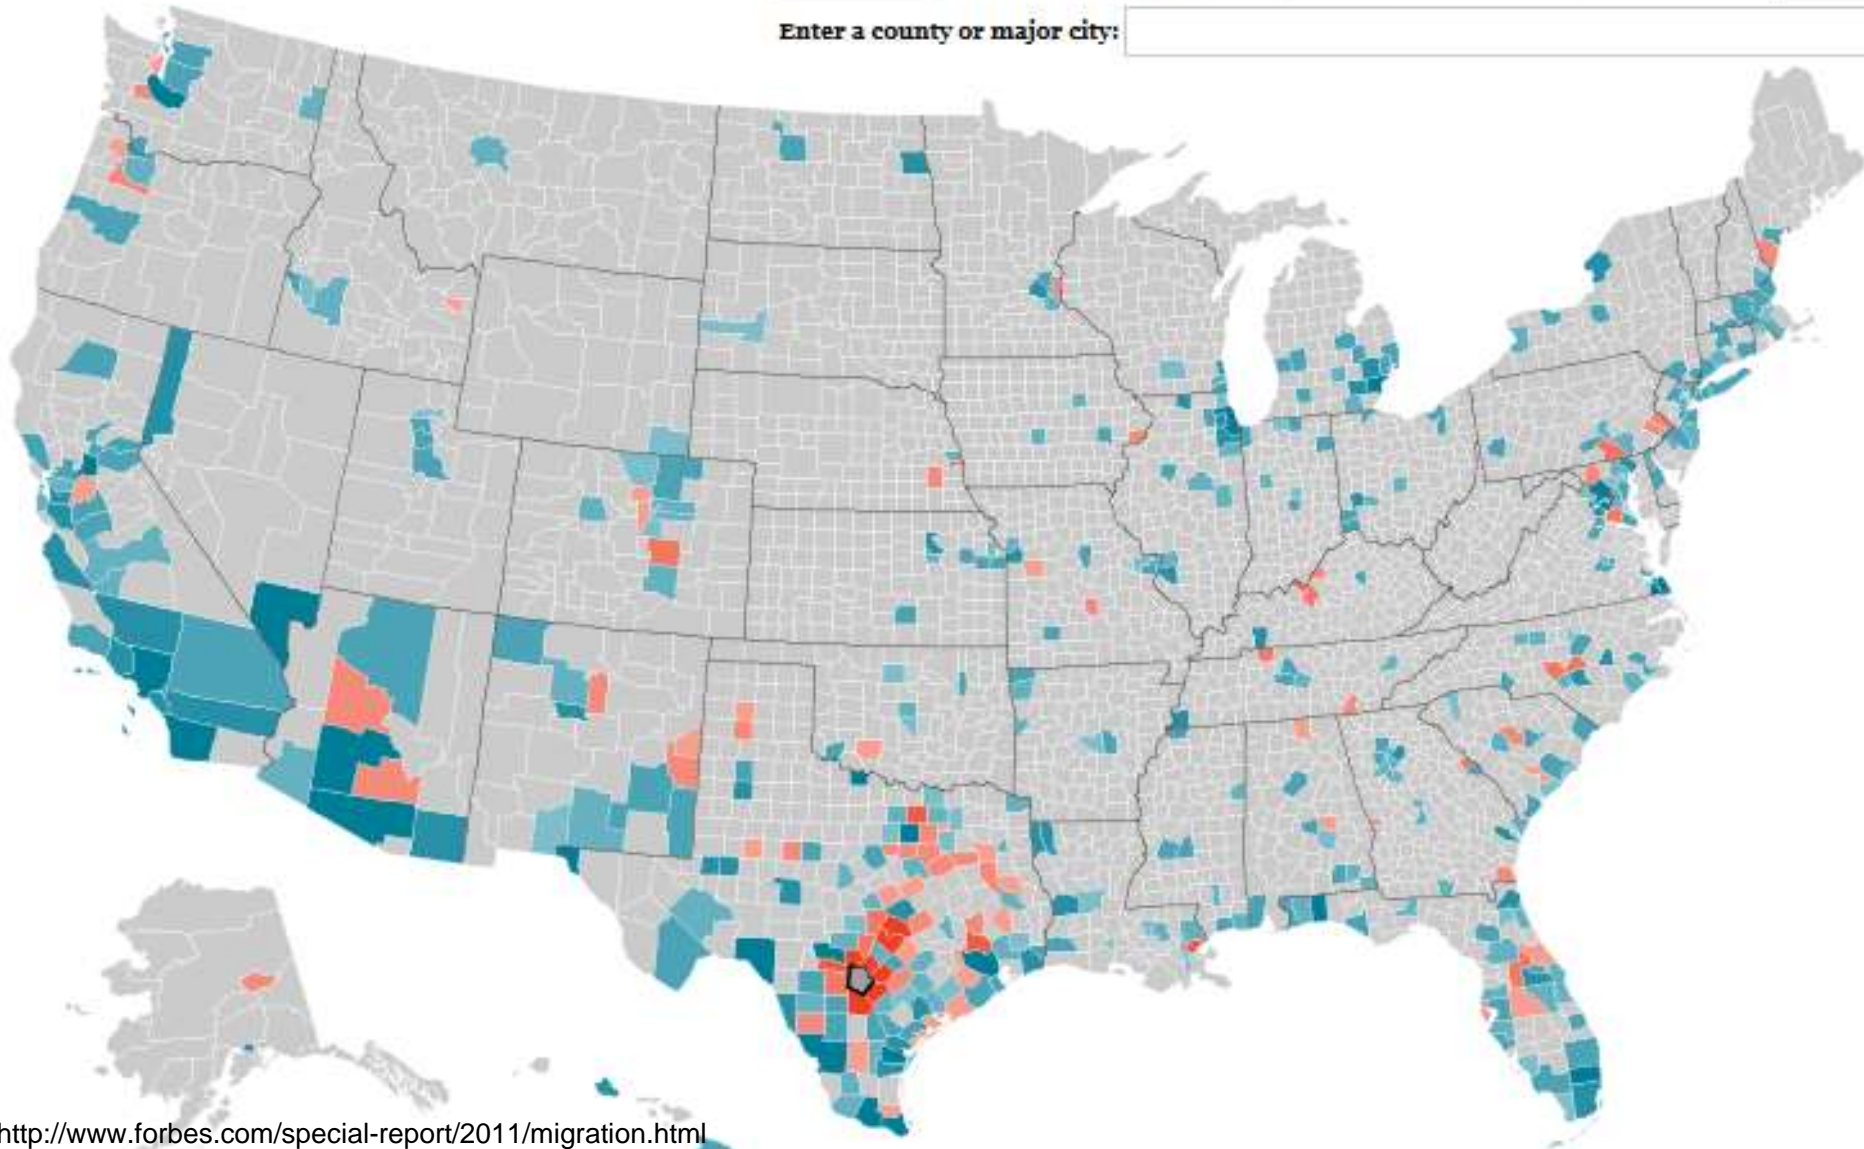 Enter a county or major city:
http://www.forbes.com/special-report/2011/migration.html